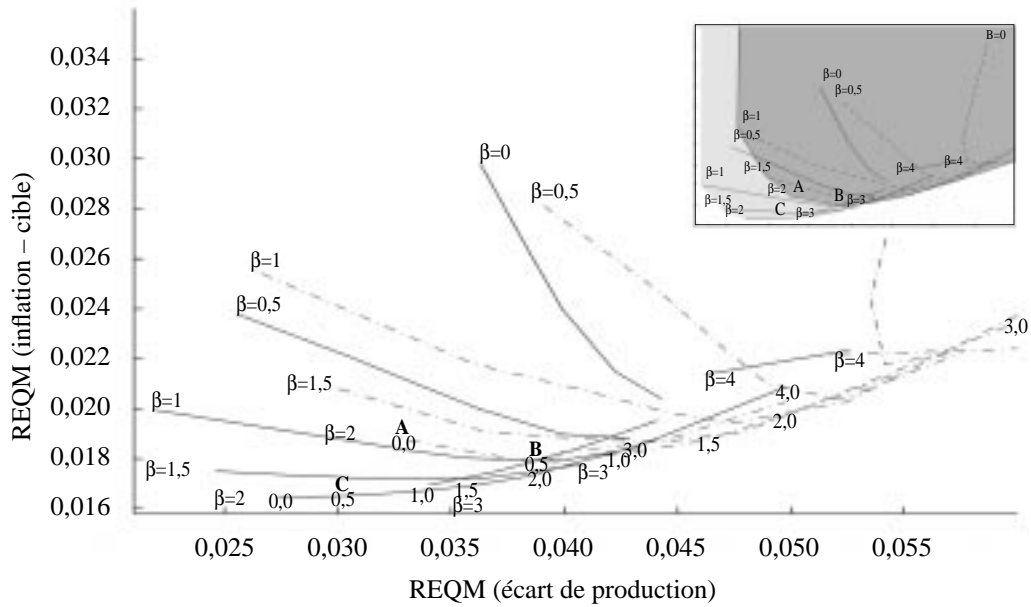 0,034
0,032
0,030
0,028
0,026
0,024
0,022
0,020
0,018
0,016
REQM (inflation – cible)
0,025
0,030
0,035
0,040
0,045
0,050
0,055
REQM (écart de production)
β=0
β=0,5
β=1
β=0,5
β=1,5
β=1
β=2
A
0,0
B
0,5
3,0
1,0
β=3
β=1,5
C
β=2
0,0
0,5
1,0
1,5
2,0
β=3
β=4
β=4
4,0
2,0
1,5
3,0
B=0
β=0
β=0,5
β=1
β=0,5
β=4
β=4
β=1,5
β=1
β=2
A
B
β=3
β=1,5
β=2
C
β=3